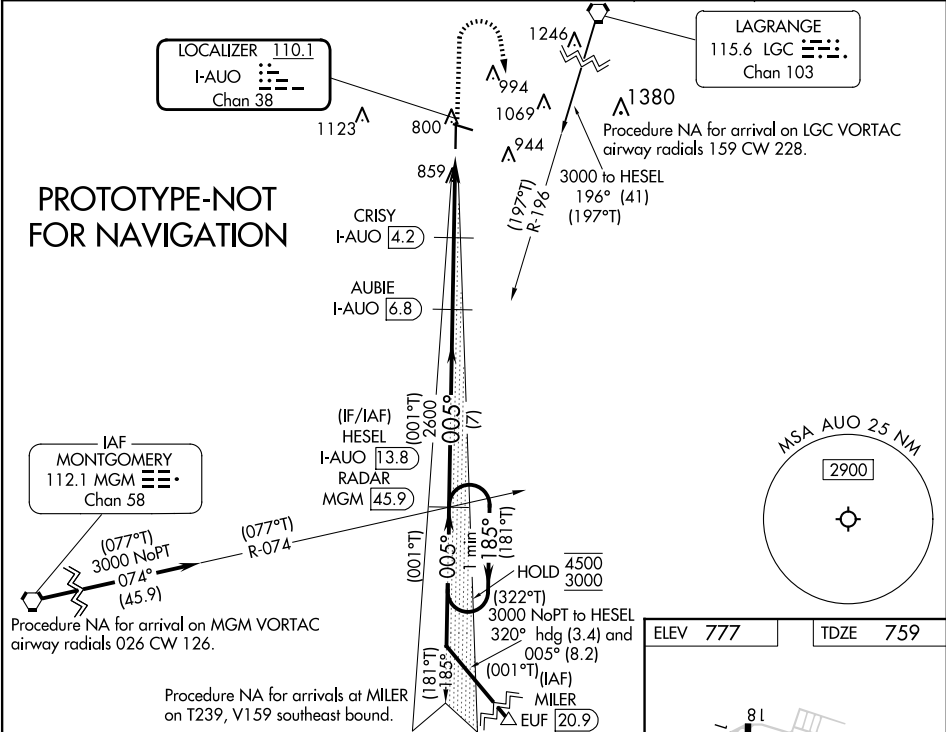 LOCALIZER 110.1
I-AUO
Chan 38
1246
LAGRANGE
115.6 LGC
Chan 103
994
1069
1380
1123
800
944
Procedure NA for arrival on LGC VORTAC
airway radials 159 CW 228.
859
3000 to HESEL
196° (41)
(197°T)
(197°T)
R-196
PROTOTYPE-NOT
FOR NAVIGATION
CRISY
I-AUO 4.2
AUBIE
I-AUO 6.8
(001°T)
2600
005°
(7)
(IF/IAF)
HESEL
I-AUO 13.8
RADAR
MGM 45.9
IAF
MONTGOMERY
112.1 MGM
Chan 58
(077°T)
3000 NoPT
074°
(45.9)
(077°T)
R-074
Procedure NA for arrival on MGM VORTAC
airway radials 026 CW 126.
(001°T)
005°
1 min
185°
(181°T)
HOLD 4500
3000
(322°T)
3000 NoPT to HESEL
320° hdg (3.4) and
005° (8.2)
(001°T)
(IAF)
MILER
EUF 20.9
(181°T)
185°
Procedure NA for arrivals at MILER
on T239, V159 southeast bound.
MSA AUO 25 NM
2900
ELEV 777
TDZE 759
18